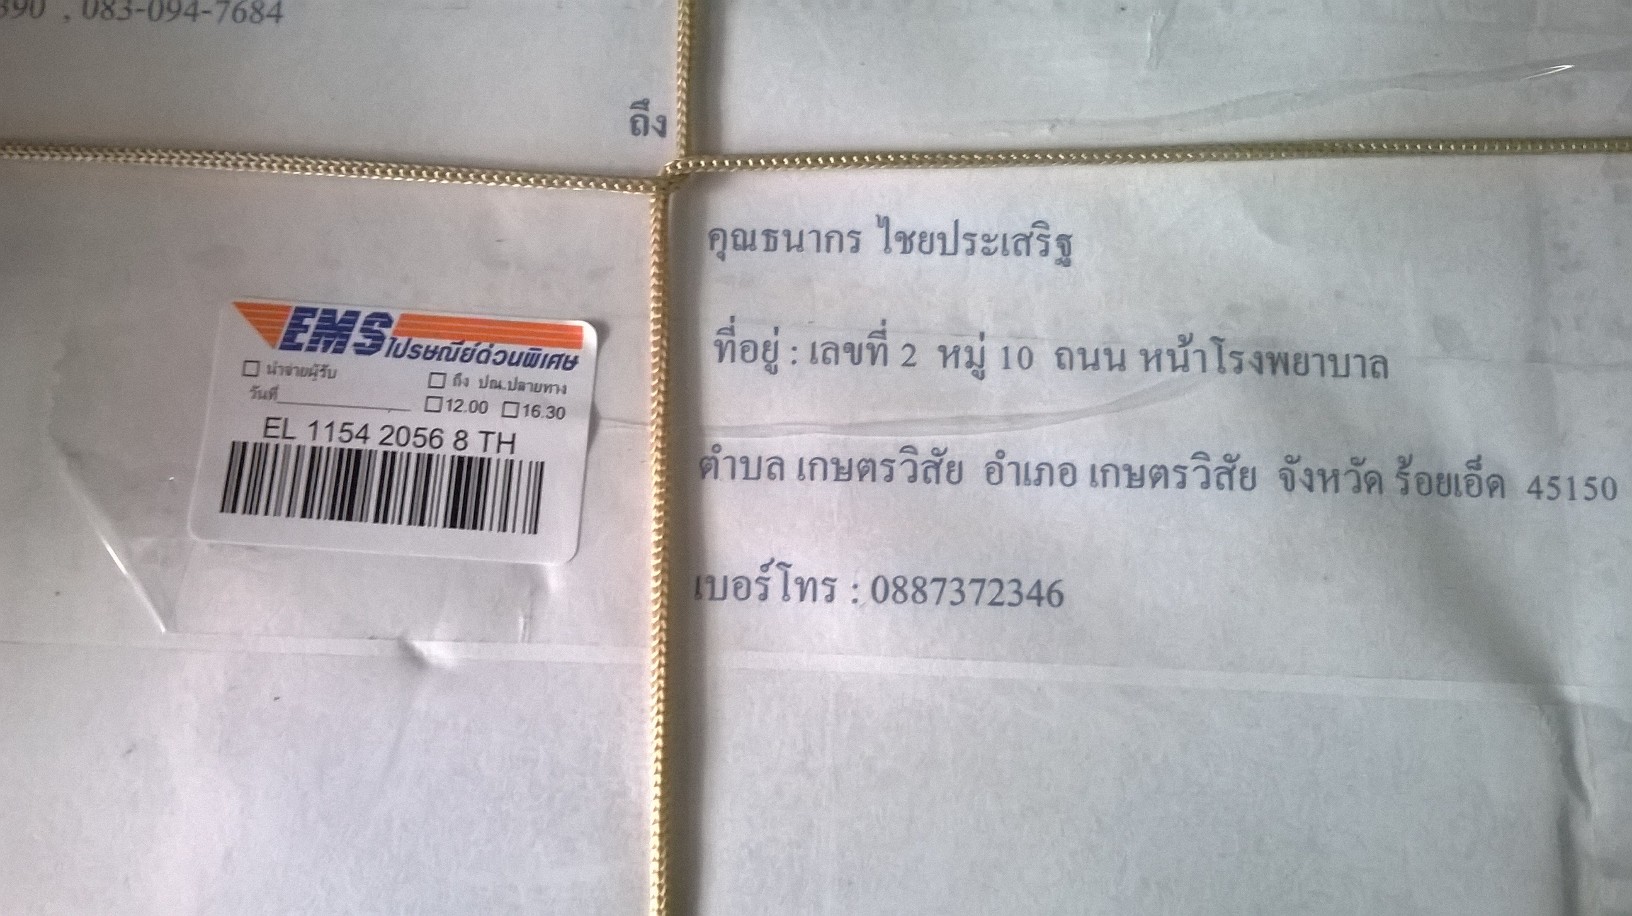 390 , 083-094-7684
ถึง
คุณธนากร ไชยประเสริฐ
ที่อยู่ : เลขที่ 2 หมู่ 10 ถนน หน้าโรงพยาบาล
ตำบล เกษตรวิสัย อำเภอ เกษตรวิสัย จังหวัด ร้อยเอ็ด 45150
เบอร์โทร : 0887372346
EMS
ไปรษณีย์ด่วนพิเศษ
นำจ่ายผู้รับ
ถึง ปณ.ปลายทาง
วันที่
12.00 16.30
EL 1154 2056 8 TH